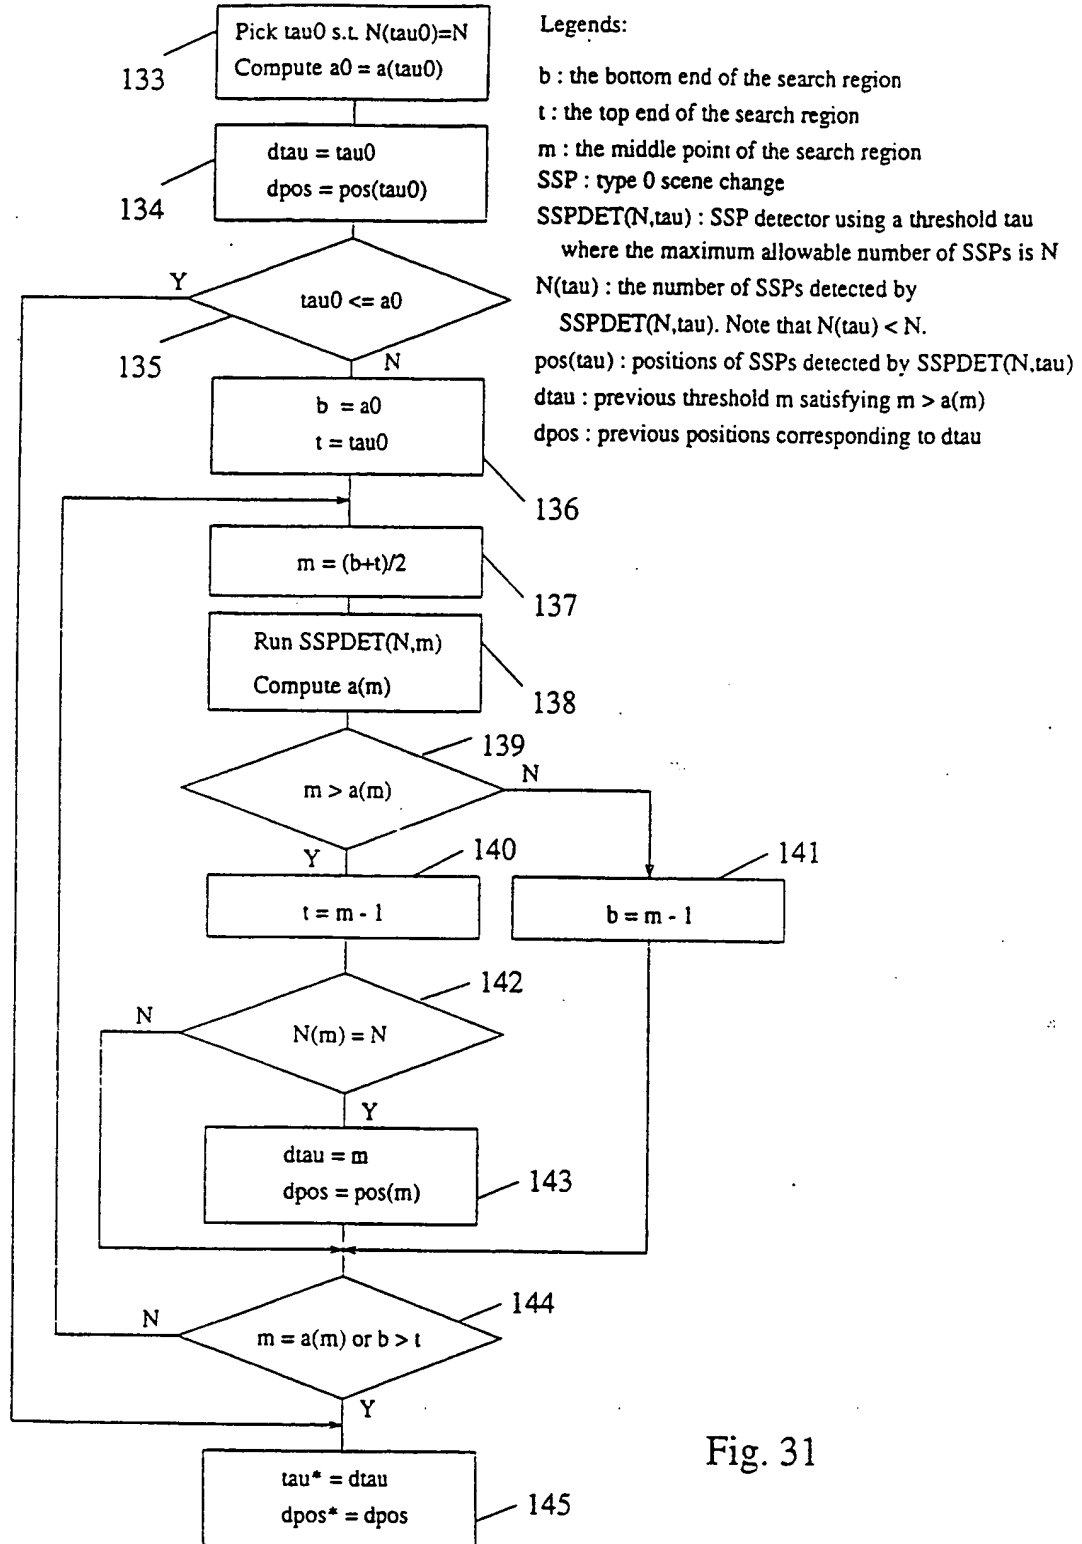 Pick tau0 s.t. N(tau0)=N
Compute a0 = a(tau0)
133
dtau = tau0
dpos = pos(tau0)
134
Y
tau0 <= a0
135
N
b = a0
t = tau0
136
m = (b+t)/2
137
Run SSPDET(N,m)
Compute a(m)
138
139
m > a(m)
N
Y
140
t = m - 1
141
b = m - 1
142
N
N(m) = N
Y
dtau = m
dpos = pos(m)
143
144
N
m = a(m) or b > t
Y
tau* = dtau
dpos* = dpos
145
Legends:
b : the bottom end of the search region
t : the top end of the search region
m : the middle point of the search region
SSP : type 0 scene change
SSPDET(N,tau) : SSP detector using a threshold tau
where the maximum allowable number of SSPs is N
N(tau) : the number of SSPs detected by
SSPDET(N,tau). Note that N(tau) < N.
pos(tau) : positions of SSPs detected by SSPDET(N,tau)
dtau : previous threshold m satisfying m > a(m)
dpos : previous positions corresponding to dtau
Fig. 31